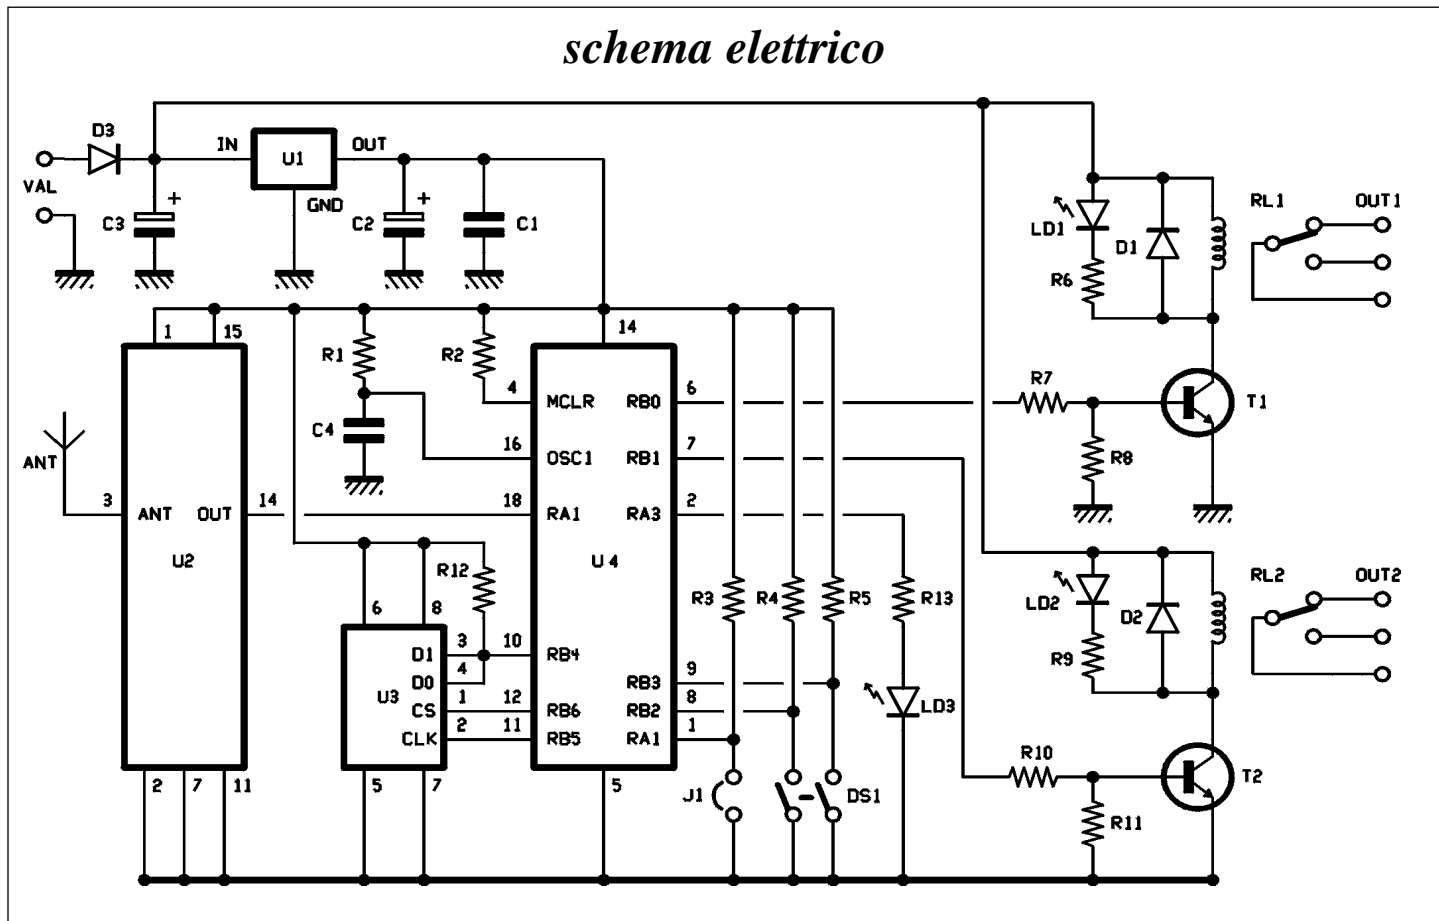 schema elettrico
D3
IN
U1
OUT
VAL
GND
+
C3
+
C2
C1
RL1
OUT1
LD1
D1
R6
1
15
R1
R2
14
4
MCLR
RB0
6
R7
T1
C4
16
OSC1
RB1
7
R8
ANT
3
ANT
OUT
14
18
RA1
RA3
2
U2
U4
R12
R3
R4
R5
R13
RL2
OUT2
LD2
D2
6
8
D1
3
10
RB4
R9
4
D0
RB3
9
U3
CS
1
12
RB6
RB2
8
LD3
CLK
2
11
RB5
RA1
1
R10
T2
2
7
11
5
7
5
J1
DS1
R11